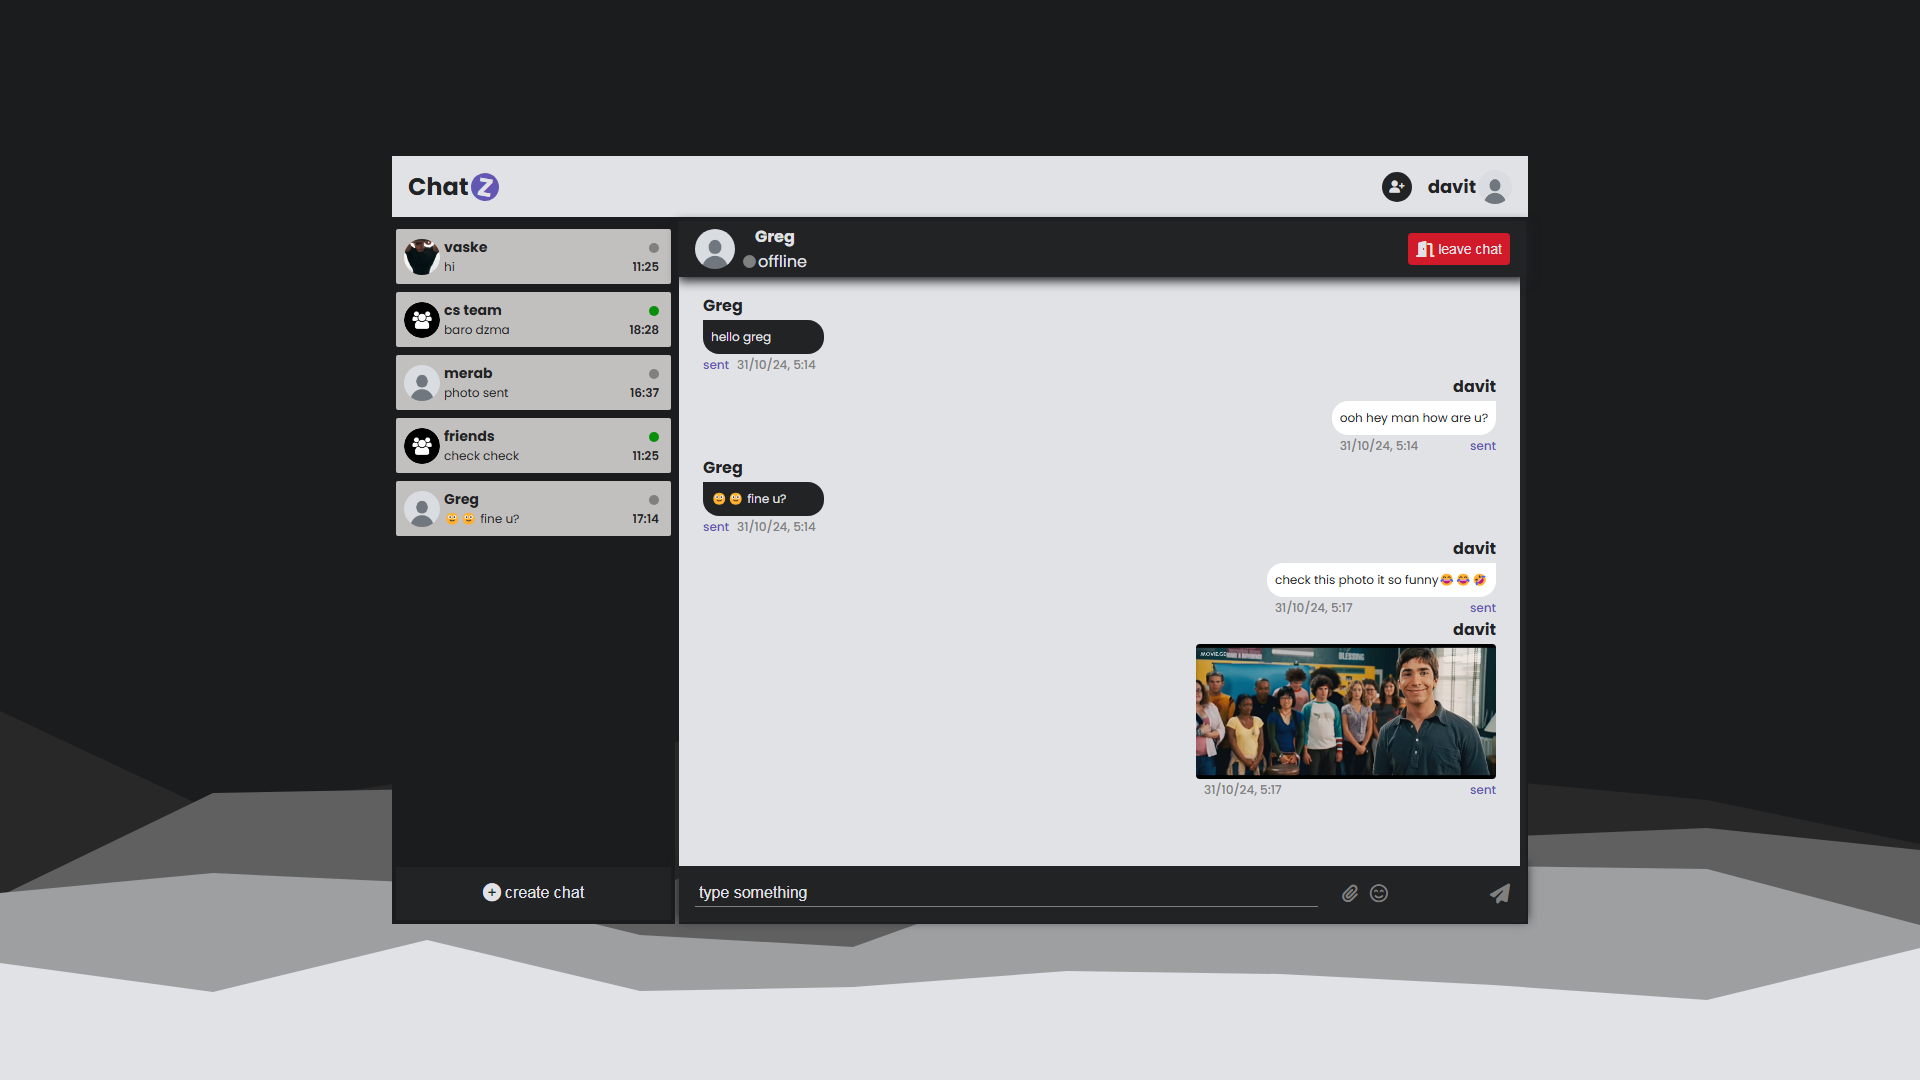 Chat Z
davit
vaske
hi 11:25
cs team
baro dzma 18:28
merab
photo sent 16:37
friends
check check 11:25
Greg
🙂 🙂 fine u? 17:14
create chat
Greg
offline
leave chat
Greg
hello greg
sent 31/10/24, 5:14
davit
ooh hey man how are u?
31/10/24, 5:14 sent
Greg
🙂 🙂 fine u?
sent 31/10/24, 5:14
davit
check this photo it so funny😂 😂 🤣
31/10/24, 5:17 sent
davit
BLESSING
31/10/24, 5:17 sent
type something